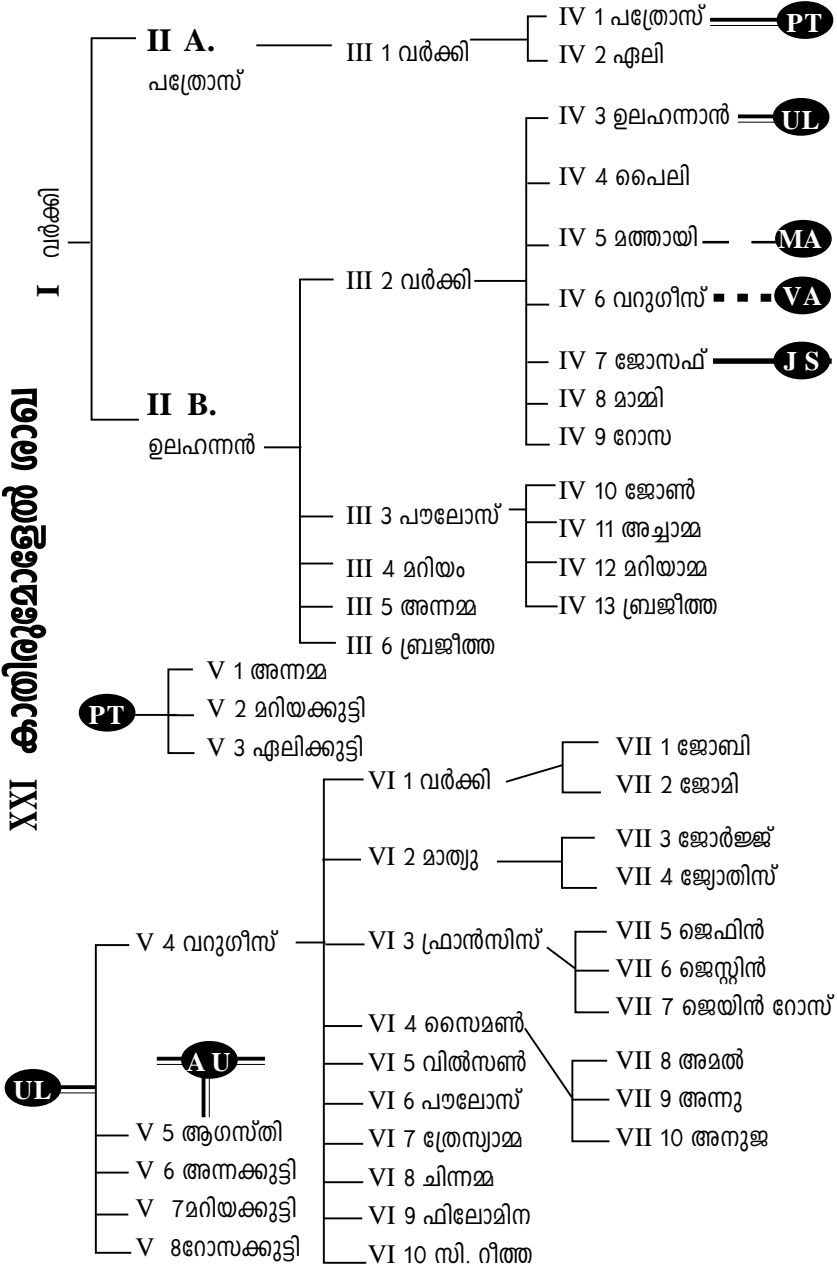 XXI കാതിരുമോളേൽ ശാഖ
I വർക്കി
II A.
പത്രോസ്
III 1 വർക്കി
IV 1 പത്രോസ് PT
IV 2 ഏലി
II B.
ഉലഹന്നൻ
III 2 വർക്കി
IV 3 ഉലഹന്നാൻ UL
IV 4 പൈലി
IV 5 മത്തായി MA
IV 6 വറുഗീസ് VA
IV 7 ജോസഫ് J S
IV 8 മാമ്മി
IV 9 റോസ
III 3 പൗലോസ്
IV 10 ജോൺ
IV 11 അച്ചാമ്മ
IV 12 മറിയാമ്മ
IV 13 ബ്രജീത്ത
III 4 മറിയം
III 5 അന്നമ്മ
III 6 ബ്രജീത്ത
PT
V 1 അന്നമ്മ
V 2 മറിയക്കുട്ടി
V 3 ഏലിക്കുട്ടി
UL
V 4 വറുഗീസ്
VI 1 വർക്കി
VII 1 ജോബി
VII 2 ജോമി
VI 2 മാത്യു
VII 3 ജോർജ്ജ്
VII 4 ജ്യോതിസ്
VI 3 ഫ്രാൻസിസ്
VII 5 ജെഫിൻ
VII 6 ജെസ്റ്റിൻ
VII 7 ജെയിൻ റോസ്
VI 4 സൈമൺ
VII 8 അമൽ
VII 9 അന്നു
VII 10 അനുജ
VI 5 വിൽസൺ
VI 6 പൗലോസ്
VI 7 ത്രേസ്യാമ്മ
VI 8 ചിന്നമ്മ
VI 9 ഫിലോമിന
VI 10 സി. റീത്ത
A U
V 5 ആഗസ്തി
V 6 അന്നക്കുട്ടി
V 7മറിയക്കുട്ടി
V 8റോസക്കുട്ടി